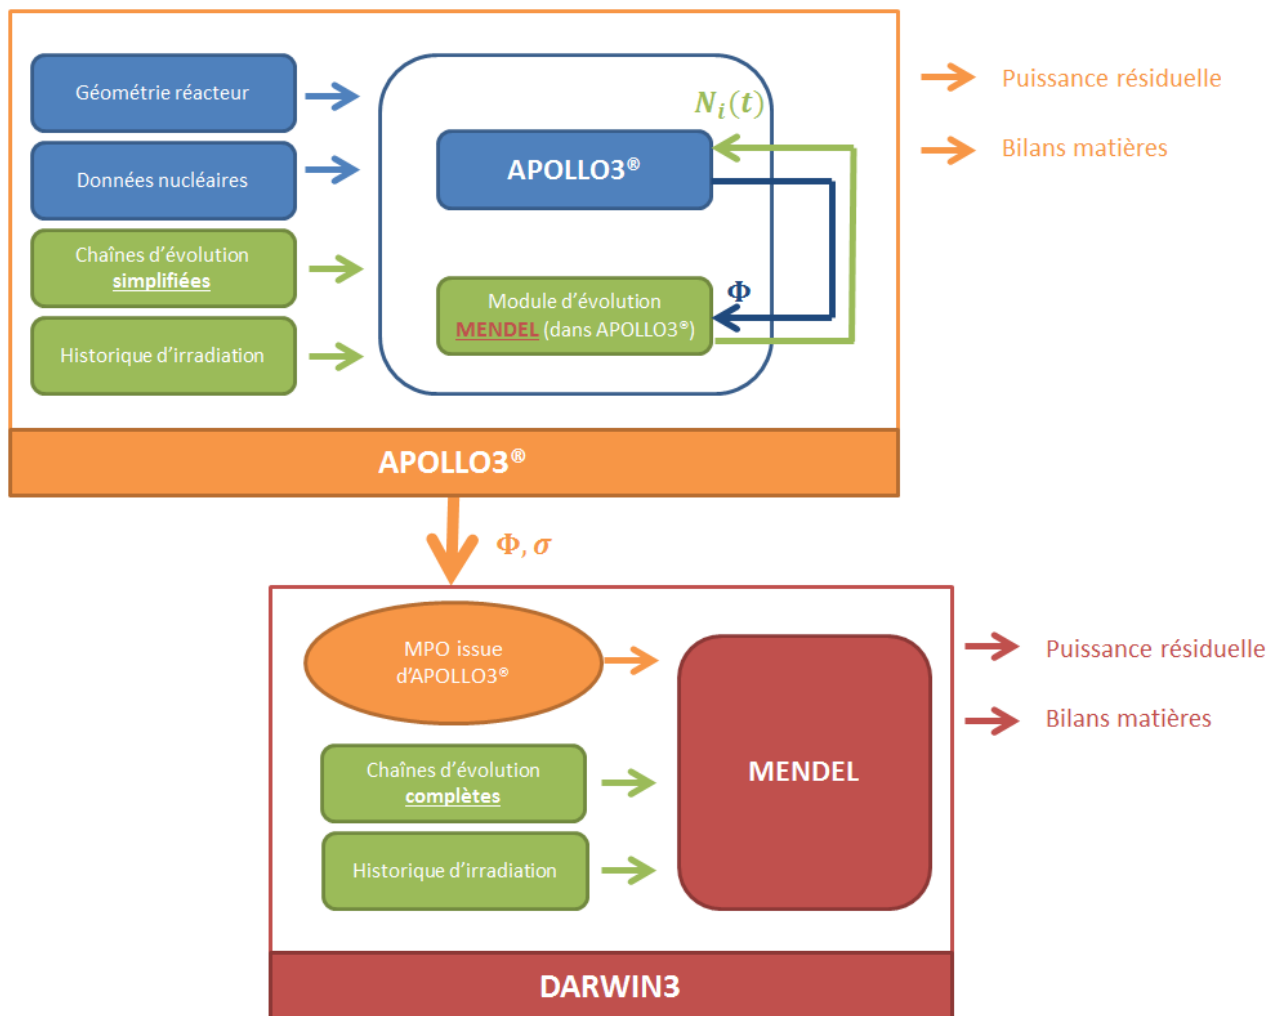 Géométrie réacteur
Données nucléaires
Chaînes d'évolution
simplifiées
Historique d'irradiation
N_i(t)
APOLLO3®
Φ
Module d'évolution
MENDEL (dans APOLLO3®)
Puissance résiduelle
Bilans matières
APOLLO3®
Φ, σ
MPO issue
d'APOLLO3®
Chaînes d'évolution
complètes
Historique d'irradiation
MENDEL
Puissance résiduelle
Bilans matières
DARWIN3